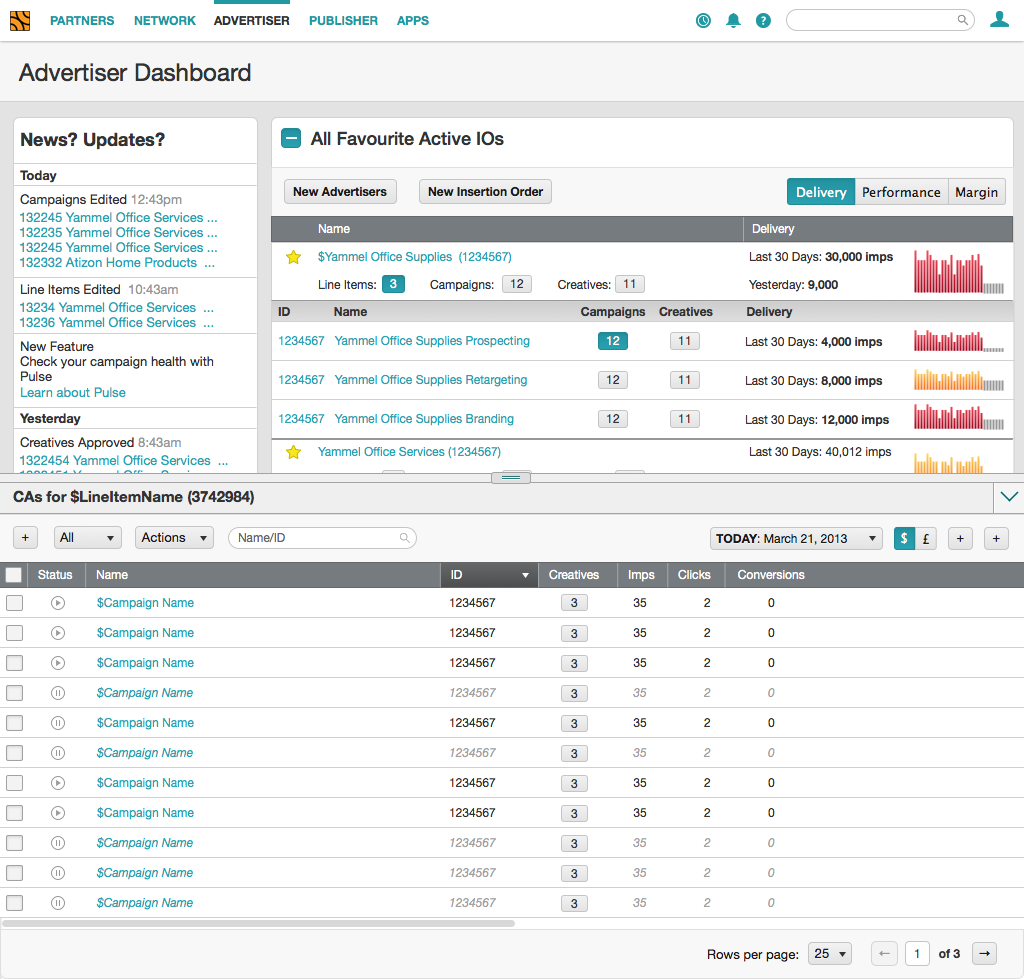 PARTNERS NETWORK ADVERTISER PUBLISHER APPS ?
Advertiser Dashboard
News? Updates?
Today
Campaigns Edited 12:43pm
132245 Yammel Office Services ...
132235 Yammel Office Services ...
132245 Yammel Office Services ...
132332 Atizon Home Products ...
Line Items Edited 10:43am
13234 Yammel Office Services ...
13236 Yammel Office Services ...
New Feature
Check your campaign health with
Pulse
Learn about Pulse
Yesterday
Creatives Approved 8:43am
1322454 Yammel Office Services ...
All Favourite Active IOs
New Advertisers New Insertion Order Delivery Performance Margin
Name Delivery
$Yammel Office Supplies (1234567) Last 30 Days: 30,000 imps
Line Items: 3 Campaigns: 12 Creatives: 11 Yesterday: 9,000
ID Name Campaigns Creatives Delivery
1234567 Yammel Office Supplies Prospecting 12 11 Last 30 Days: 4,000 imps
1234567 Yammel Office Supplies Retargeting 12 11 Last 30 Days: 8,000 imps
1234567 Yammel Office Supplies Branding 12 11 Last 30 Days: 12,000 imps
Yammel Office Services (1234567) Last 30 Days: 40,012 imps
CAs for $LineItemName (3742984)
+ All Actions Name/ID TODAY: March 21, 2013 $ £ + +
Status Name ID Creatives Imps Clicks Conversions
$Campaign Name 1234567 3 35 2 0
$Campaign Name 1234567 3 35 2 0
$Campaign Name 1234567 3 35 2 0
$Campaign Name 1234567 3 35 2 0
$Campaign Name 1234567 3 35 2 0
$Campaign Name 1234567 3 35 2 0
$Campaign Name 1234567 3 35 2 0
$Campaign Name 1234567 3 35 2 0
$Campaign Name 1234567 3 35 2 0
$Campaign Name 1234567 3 35 2 0
$Campaign Name 1234567 3 35 2 0
Rows per page: 25 ← 1 of 3 →